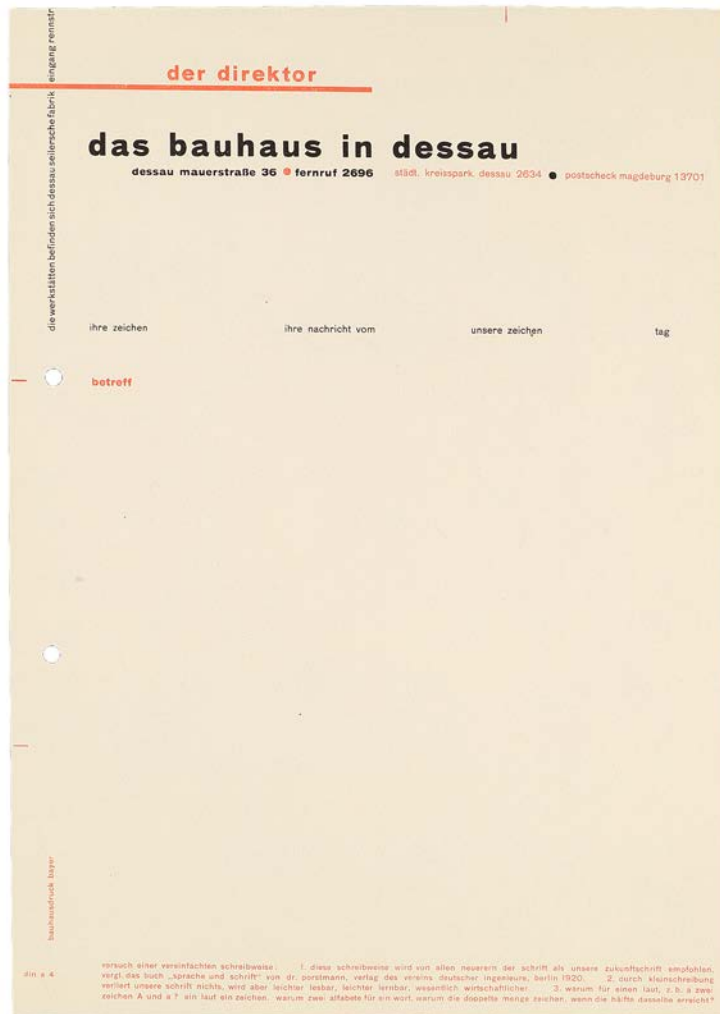 die werkstätten befinden sich dessau seilersche fabrik eingang rennstr
der direktor
das bauhaus in dessau
dessau mauerstraße 36 fernruf 2696 städt. kreisspark. dessau 2634 ● postscheck magdeburg 13701
ihre zeichen ihre nachricht vom unsere zeichen tag
betreff
bauhausdruck bayer
din a 4
versuch einer vereinfachten schreibweise: 1. diese schreibweise wird von allen neuerern der schrift als unsere zukunftschrift empfohlen.
vergl. das buch „sprache und schrift" von dr. porstmann, verlag des vereins deutscher ingenieure, berlin 1920. 2. durch kleinschreibung
verliert unsere schrift nichts, wird aber leichter lesbar, leichter lernbar, wesentlich wirtschaftlicher. 3. warum für einen laut, z. b. a zwei
zeichen A und a? ein laut ein zeichen. warum zwei alfabete für ein wort, warum die doppelte menge zeichen, wenn die hälfte dasselbe erreicht?